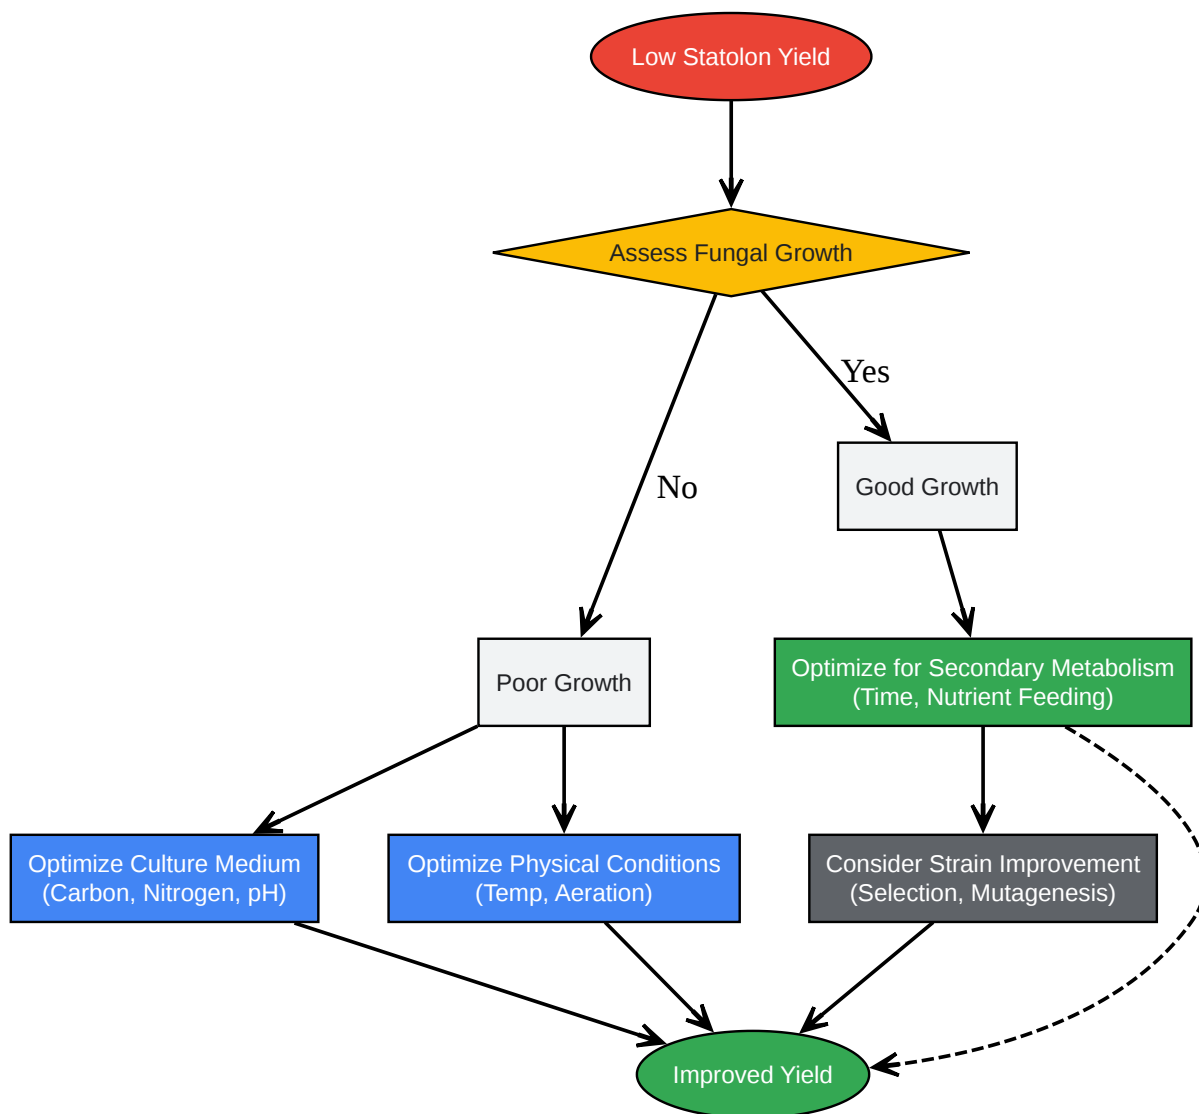 Low Statolon Yield
Assess Fungal Growth
Yes
No
Good Growth
Poor Growth
Optimize for Secondary Metabolism
(Time, Nutrient Feeding)
Optimize Culture Medium
(Carbon, Nitrogen, pH)
Optimize Physical Conditions
(Temp, Aeration)
Consider Strain Improvement
(Selection, Mutagenesis)
Improved Yield